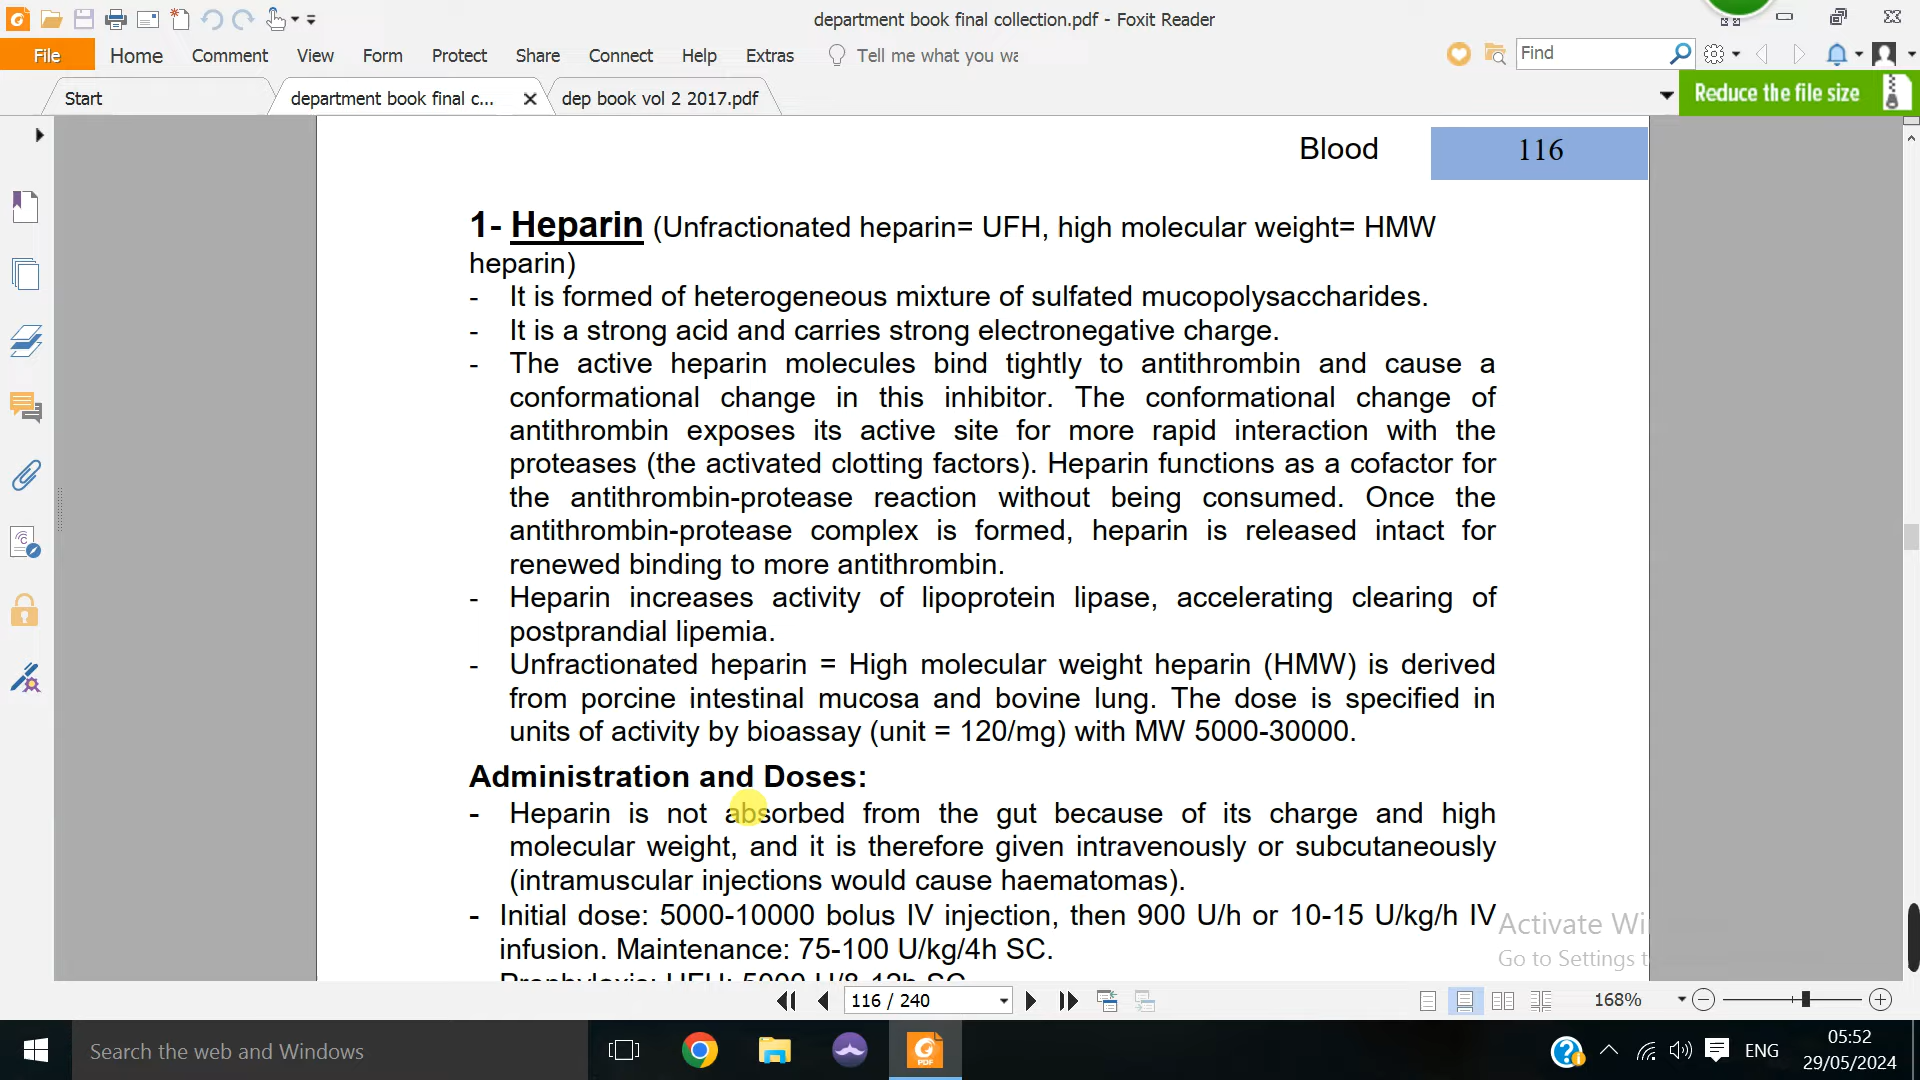 department book final collection.pdf - Foxit Reader
File Home Comment View Form Protect Share Connect Help Extras Tell me what you wa Find
Start department book final c... dep book vol 2 2017.pdf Reduce the file size
Blood 116
1- Heparin (Unfractionated heparin= UFH, high molecular weight= HMW
heparin)
- It is formed of heterogeneous mixture of sulfated mucopolysaccharides.
- It is a strong acid and carries strong electronegative charge.
- The active heparin molecules bind tightly to antithrombin and cause a
conformational change in this inhibitor. The conformational change of
antithrombin exposes its active site for more rapid interaction with the
proteases (the activated clotting factors). Heparin functions as a cofactor for
the antithrombin-protease reaction without being consumed. Once the
antithrombin-protease complex is formed, heparin is released intact for
renewed binding to more antithrombin.
- Heparin increases activity of lipoprotein lipase, accelerating clearing of
postprandial lipemia.
- Unfractionated heparin = High molecular weight heparin (HMW) is derived
from porcine intestinal mucosa and bovine lung. The dose is specified in
units of activity by bioassay (unit = 120/mg) with MW 5000-30000.
Administration and Doses:
- Heparin is not absorbed from the gut because of its charge and high
molecular weight, and it is therefore given intravenously or subcutaneously
(intramuscular injections would cause haematomas).
- Initial dose: 5000-10000 bolus IV injection, then 900 U/h or 10-15 U/kg/h IV
infusion. Maintenance: 75-100 U/kg/4h SC.
Prophylaxis: UFH: 5000 U/8-12h SC
Activate Wi
Go to Settings t
116 / 240 168%
Search the web and Windows PDF ENG 05:52
29/05/2024